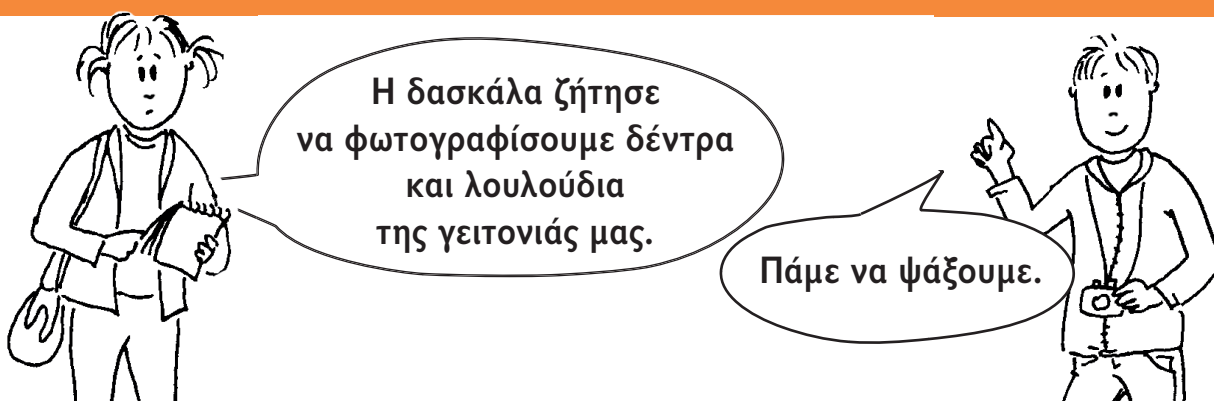 Η δασκάλα ζήτησε
να φωτογραφίσουμε δέντρα
και λουλούδια
της γειτονιάς μας.
Πάμε να ψάξουμε.